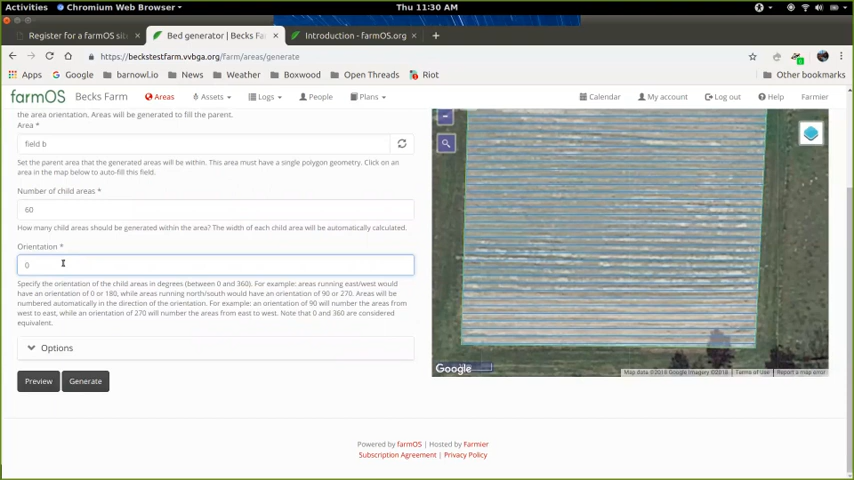 Activities
Chromium Web Browser
Thu 11:30 AM
Register for a farmOS sit
Bed generator | Becks Far
Introduction - farmOS.org
https://beckstestfarm.vvbga.org/farm/areas/generate
Apps Google barnowl.io News Weather Boxwood Open Threads Riot Other bookmarks
farmOS Becks Farm Areas Assets Logs People Plans Calendar My account Log out Help Farmier
the area orientation. Areas will be generated to fill the parent.
Area *
field b
Set the parent area that the generated areas will be within. This area must have a single polygon geometry. Click on
an area in the map below to auto-fill this field.
Number of child areas *
60
How many child areas should be generated within the area? The width of each child area will be automatically calculated.
Orientation *
0
Specify the orientation of the child areas in degrees (between 0 and 360). For example: areas running east/west would
have an orientation of 0 or 180, while areas running north/south would have an orientation of 90 or 270. Areas will be
numbered automatically in the direction of the orientation. For example: an orientation of 90 will number the areas from
west to east, while an orientation of 270 will number the areas from east to west. Note that 0 and 360 are considered
equivalent.
Options
Preview Generate
Google
Map data ©2018 Google Imagery ©2018
Terms of Use
Report a map error
Powered by farmOS | Hosted by Farmier
Subscription Agreement | Privacy Policy